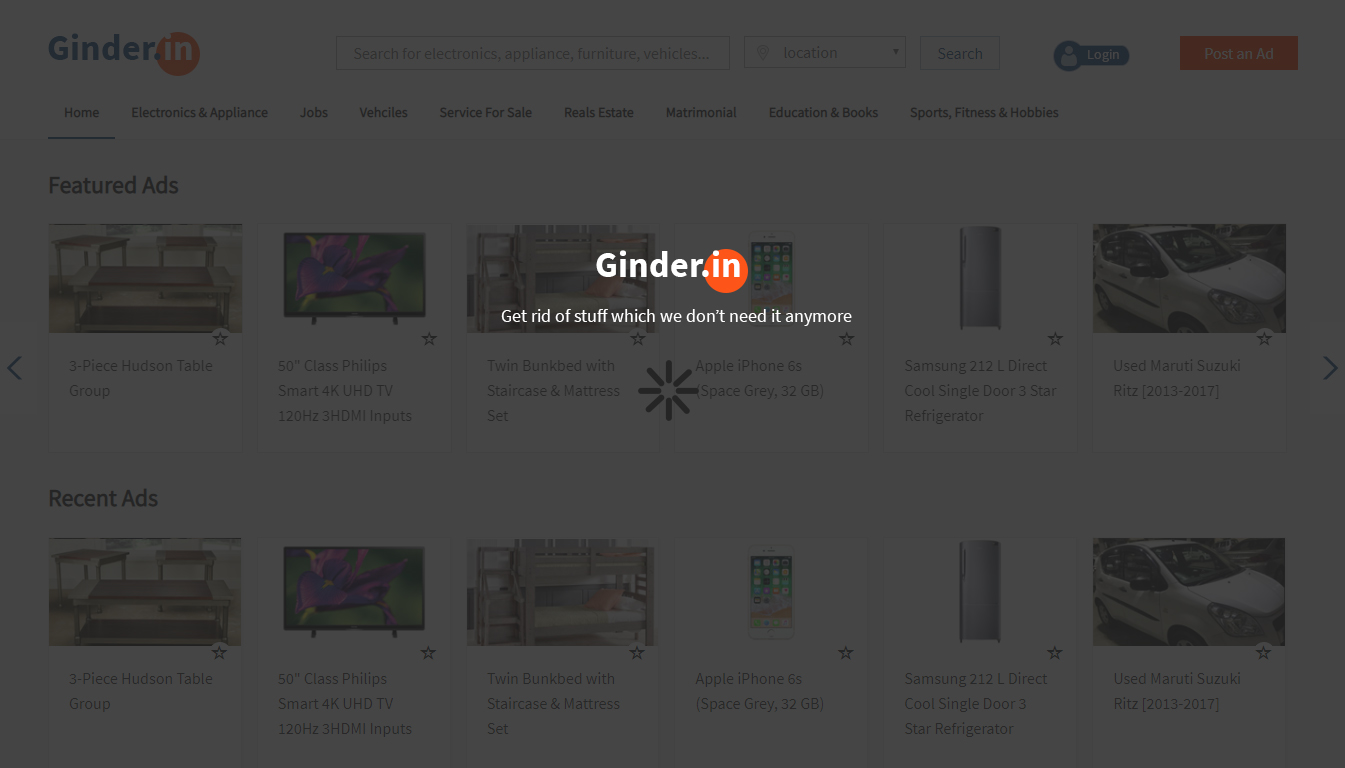 Ginder.in
Search for electronics, appliance, furniture, vehicles...
location
Search
Login
Post an Ad
Home
Electronics & Appliance
Jobs
Vehciles
Service For Sale
Reals Estate
Matrimonial
Education & Books
Sports, Fitness & Hobbies
Featured Ads
Ginder.in
Get rid of stuff which we don’t need it anymore
3-Piece Hudson Table
Group
50" Class Philips
Smart 4K UHD TV
120Hz 3HDMI Inputs
Twin Bunkbed with
Staircase & Mattress
Set
Apple iPhone 6s
(Space Grey, 32 GB)
Samsung 212 L Direct
Cool Single Door 3 Star
Refrigerator
Used Maruti Suzuki
Ritz [2013-2017]
Recent Ads
3-Piece Hudson Table
Group
50" Class Philips
Smart 4K UHD TV
120Hz 3HDMI Inputs
Twin Bunkbed with
Staircase & Mattress
Set
Apple iPhone 6s
(Space Grey, 32 GB)
Samsung 212 L Direct
Cool Single Door 3
Star Refrigerator
Used Maruti Suzuki
Ritz [2013-2017]